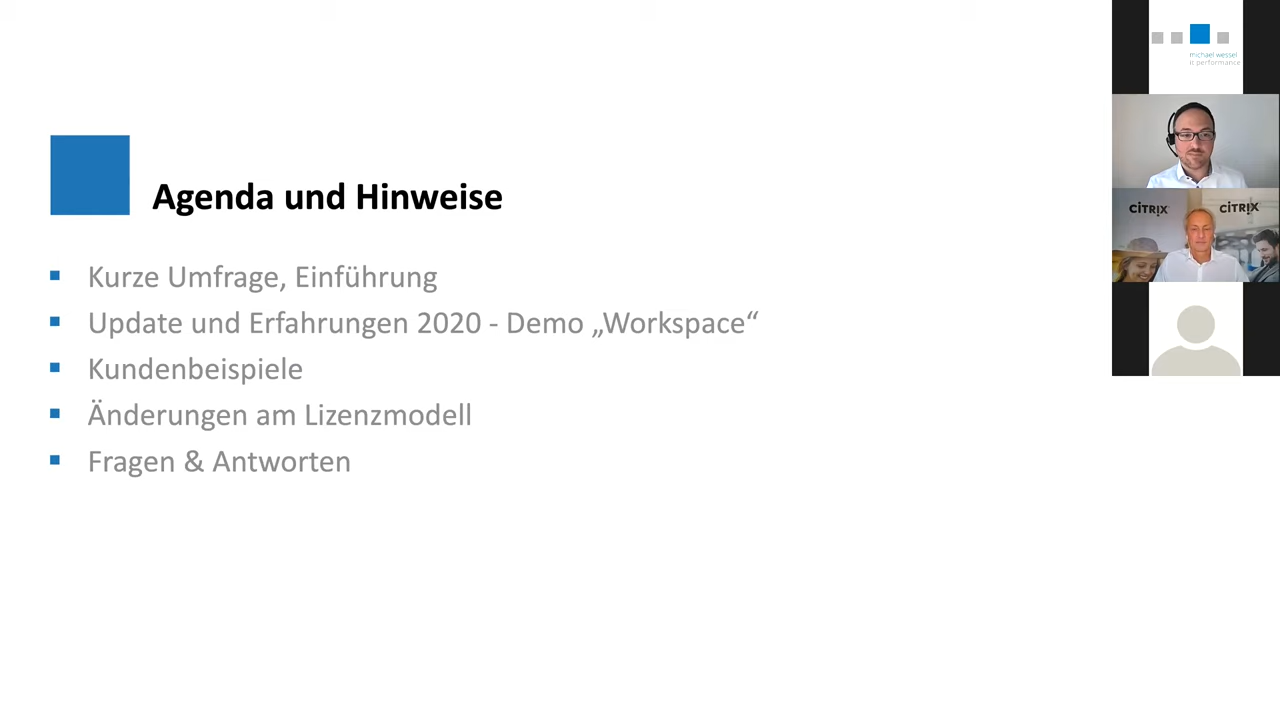 Agenda und Hinweise
Kurze Umfrage, Einführung
Update und Erfahrungen 2020 - Demo „Workspace“
Kundenbeispiele
Änderungen am Lizenzmodell
Fragen & Antworten
michael wessel
it performance
CITRIX
CITRIX